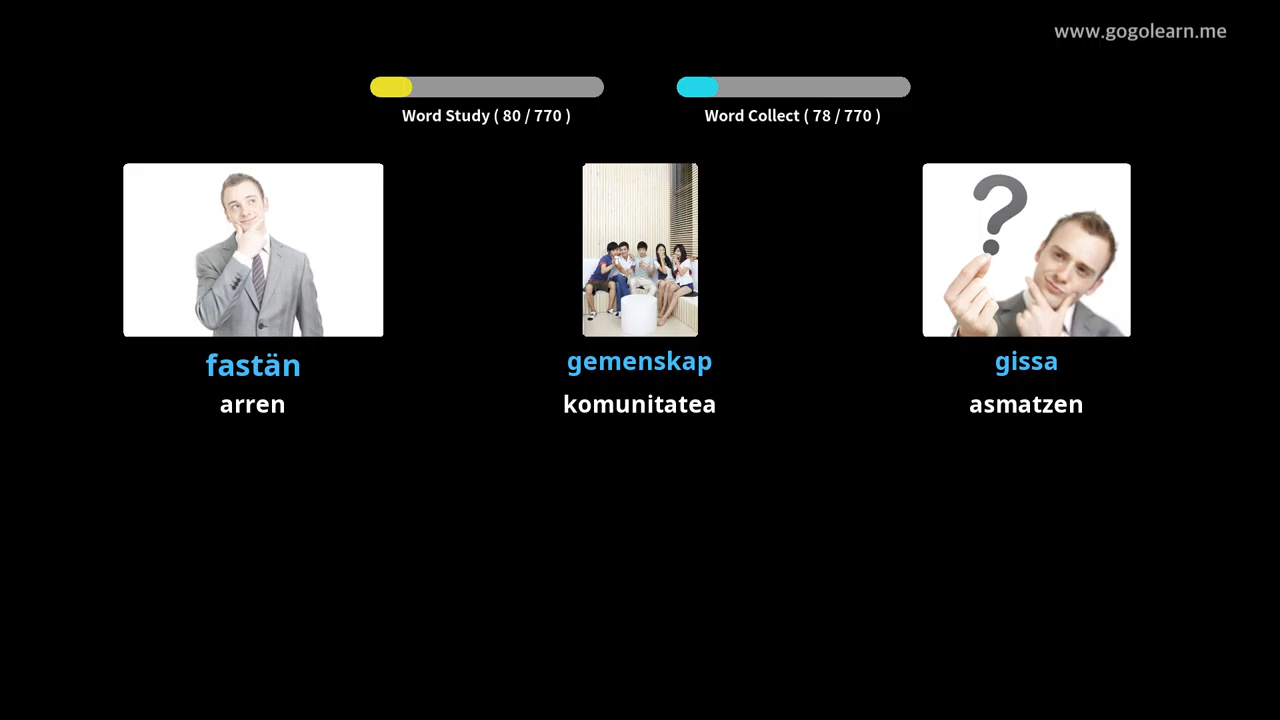 www.gogolearn.me
Word Study ( 80 / 770 )
Word Collect ( 78 / 770 )
fastän
gemenskap
gissa
arren
komunitatea
asmatzen